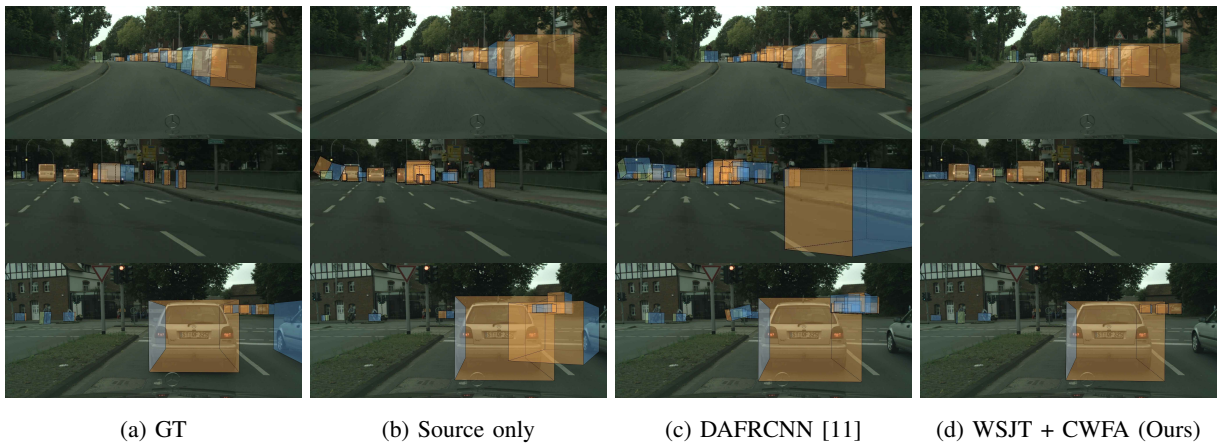 (a) GT
(b) Source only
(c) DAFRCNN [11]
(d) WSJT + CWFA (Ours)